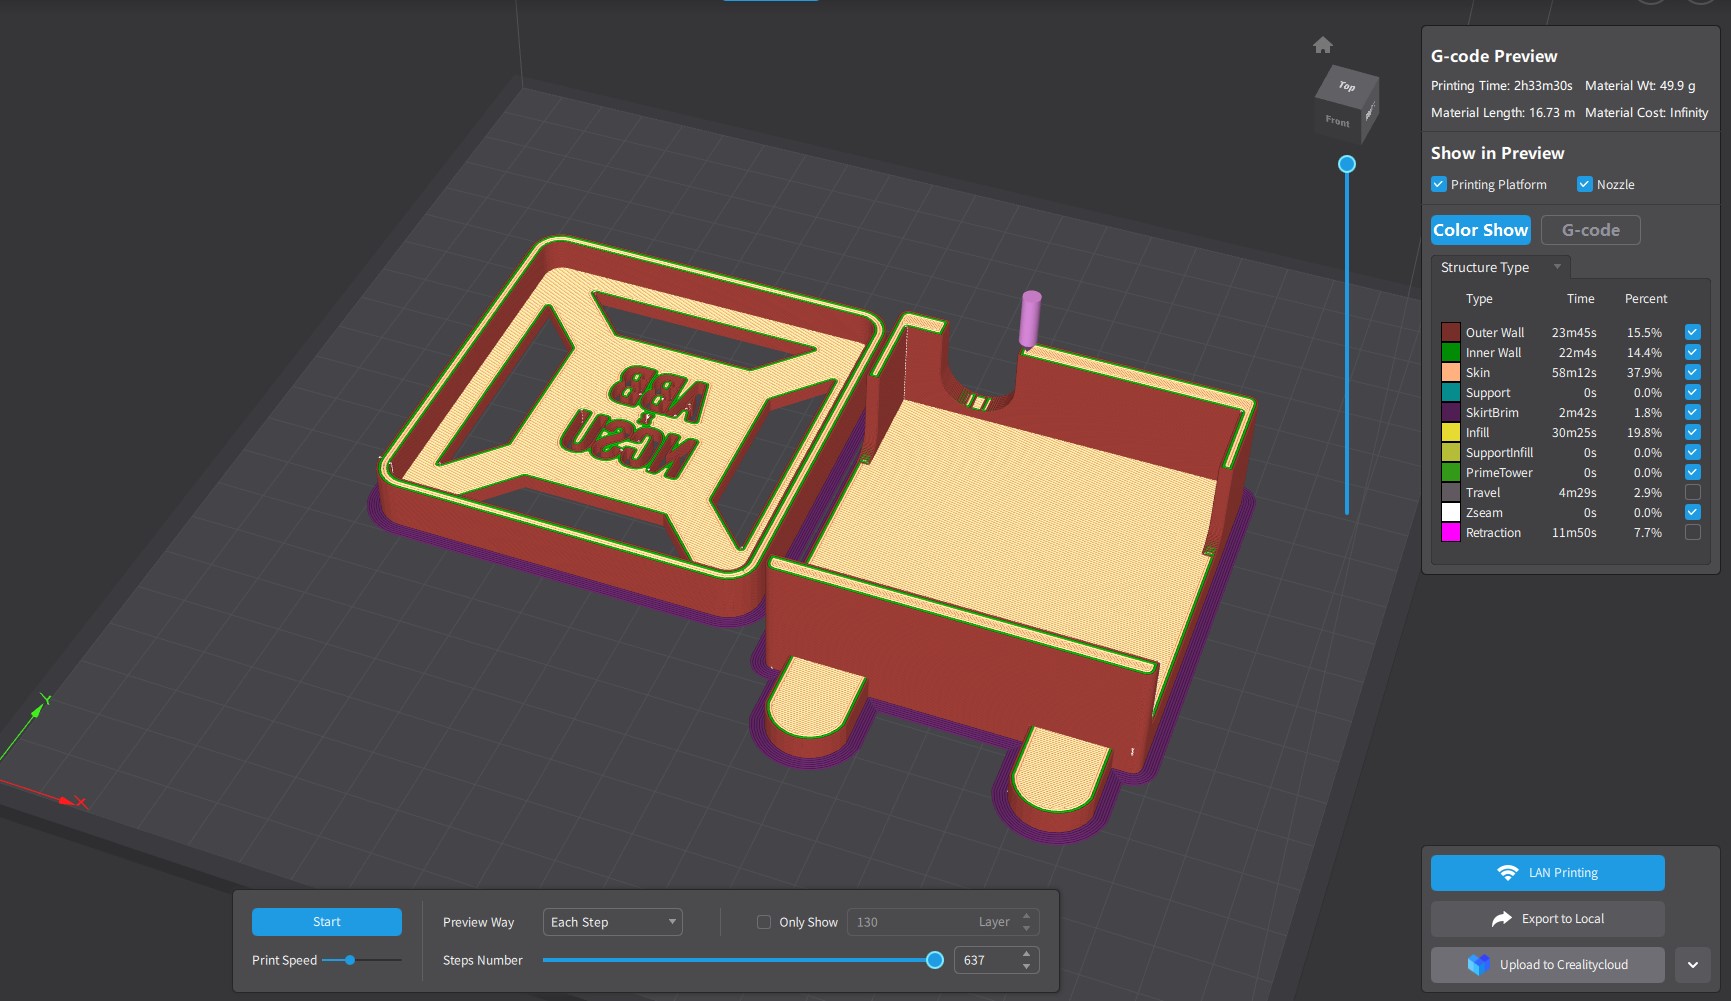 G-code Preview
Printing Time: 2h33m30s Material Wt: 49.9 g
Material Length: 16.73 m Material Cost: Infinity
Show in Preview
Printing Platform Nozzle
Color Show G-code
Structure Type
Type Time Percent
Outer Wall 23m45s 15.5%
Inner Wall 22m4s 14.4%
Skin 58m12s 37.9%
Support 0s 0.0%
SkirtBrim 2m42s 1.8%
Infill 30m25s 19.8%
SupportInfill 0s 0.0%
PrimeTower 0s 0.0%
Travel 4m29s 2.9%
Zseam 0s 0.0%
Retraction 11m50s 7.7%
Top
Front
ABB
x
NCSU
Y
X
Start
Preview Way Each Step
Only Show 130 Layer
Print Speed
Steps Number 637
LAN Printing
Export to Local
Upload to Crealitycloud